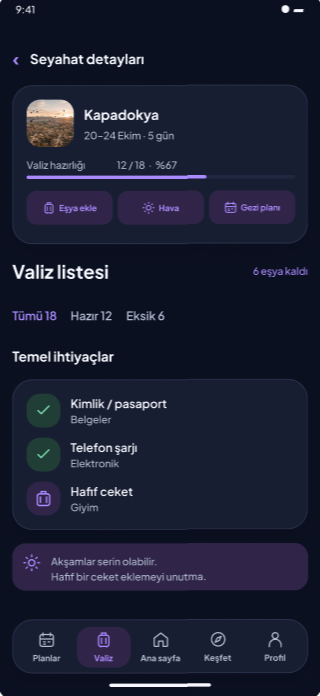 9:41
‹ Seyahat detayları
Kapadokya
20–24 Ekim · 5 gün
Valiz hazırlığı 12 / 18 · %67
Eşya ekle Hava Gezi planı
Valiz listesi 6 eşya kaldı
Tümü 18 Hazır 12 Eksik 6
Temel ihtiyaçlar
Kimlik / pasaport
Belgeler
Telefon şarjı
Elektronik
Hafif ceket
Giyim
Akşamlar serin olabilir.
Hafif bir ceket eklemeyi unutma.
Planlar Valiz Ana sayfa Keşfet Profil